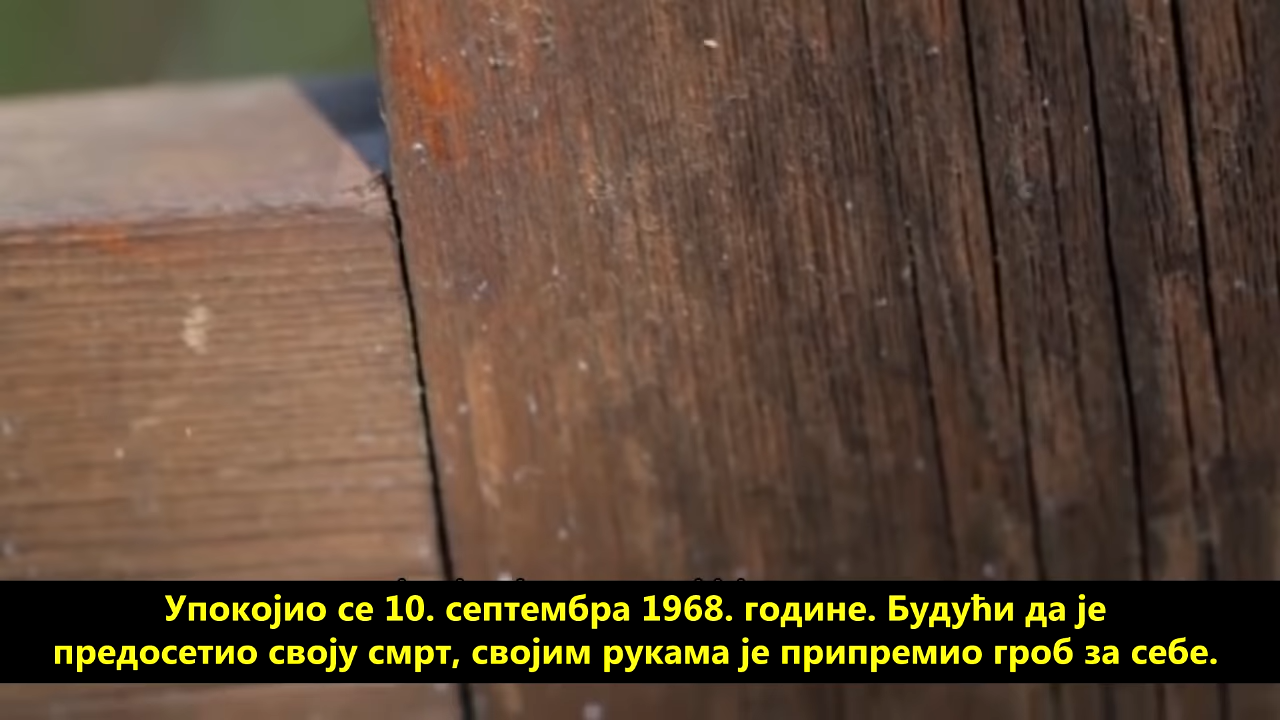 Упокојио се 10. септембра 1968. године. Будући да је
предосетио своју смрт, својим рукама је припремио гроб за себе.